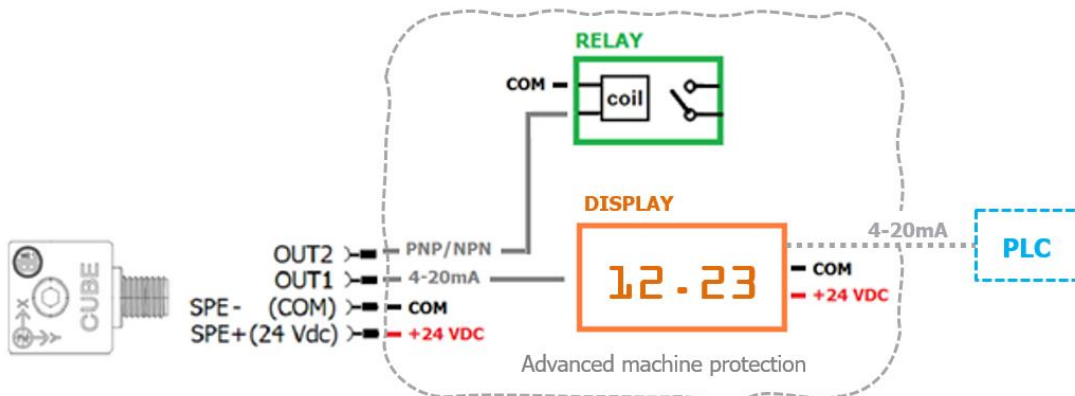 RELAY
COM
coil
DISPLAY
12.23
COM
+24 VDC
4-20mA
PLC
OUT2
PNP/NPN
OUT1
4-20mA
SPE- (COM)
COM
SPE+(24 Vdc)
+24 VDC
CUBE
X
Y
Z
Advanced machine protection